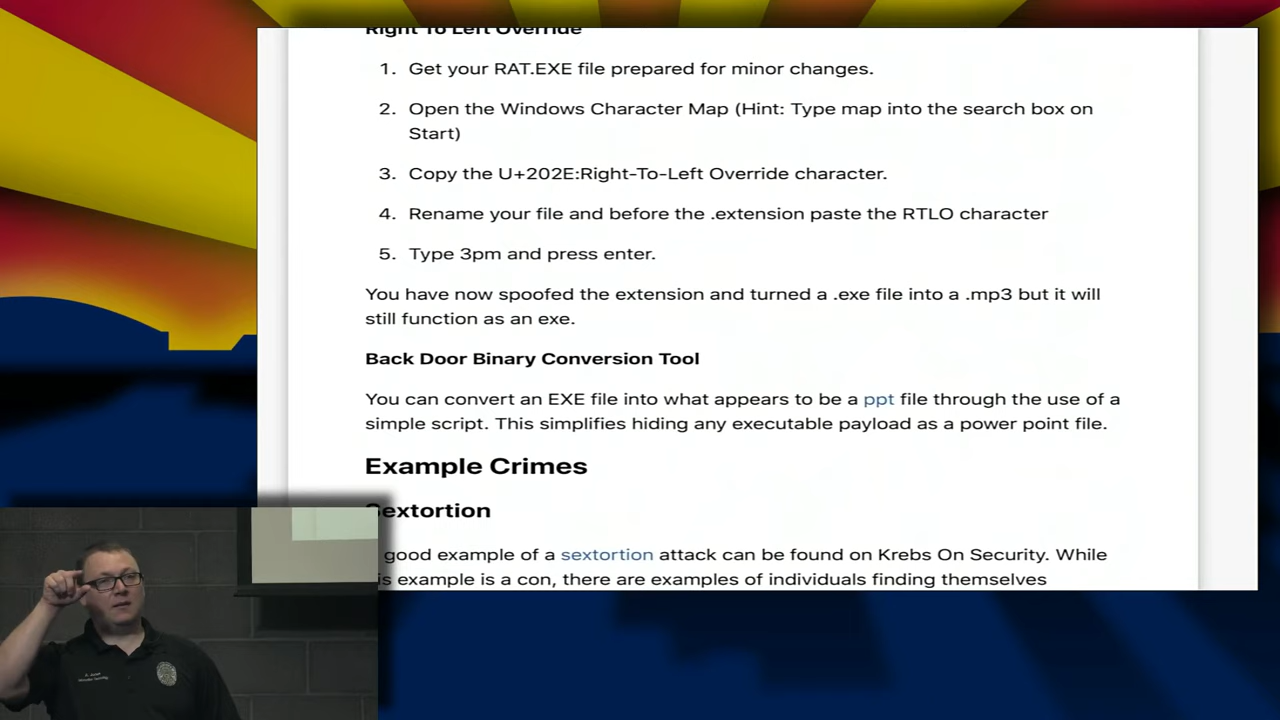 Right To Left Override
1. Get your RAT.EXE file prepared for minor changes.
2. Open the Windows Character Map (Hint: Type map into the search box on
Start)
3. Copy the U+202E:Right-To-Left Override character.
4. Rename your file and before the .extension paste the RTLO character
5. Type 3pm and press enter.
You have now spoofed the extension and turned a .exe file into a .mp3 but it will
still function as an exe.
Back Door Binary Conversion Tool
You can convert an EXE file into what appears to be a ppt file through the use of a
simple script. This simplifies hiding any executable payload as a power point file.
Example Crimes
Sextortion
good example of a sextortion attack can be found on Krebs On Security. While
is example is a con, there are examples of individuals finding themselves